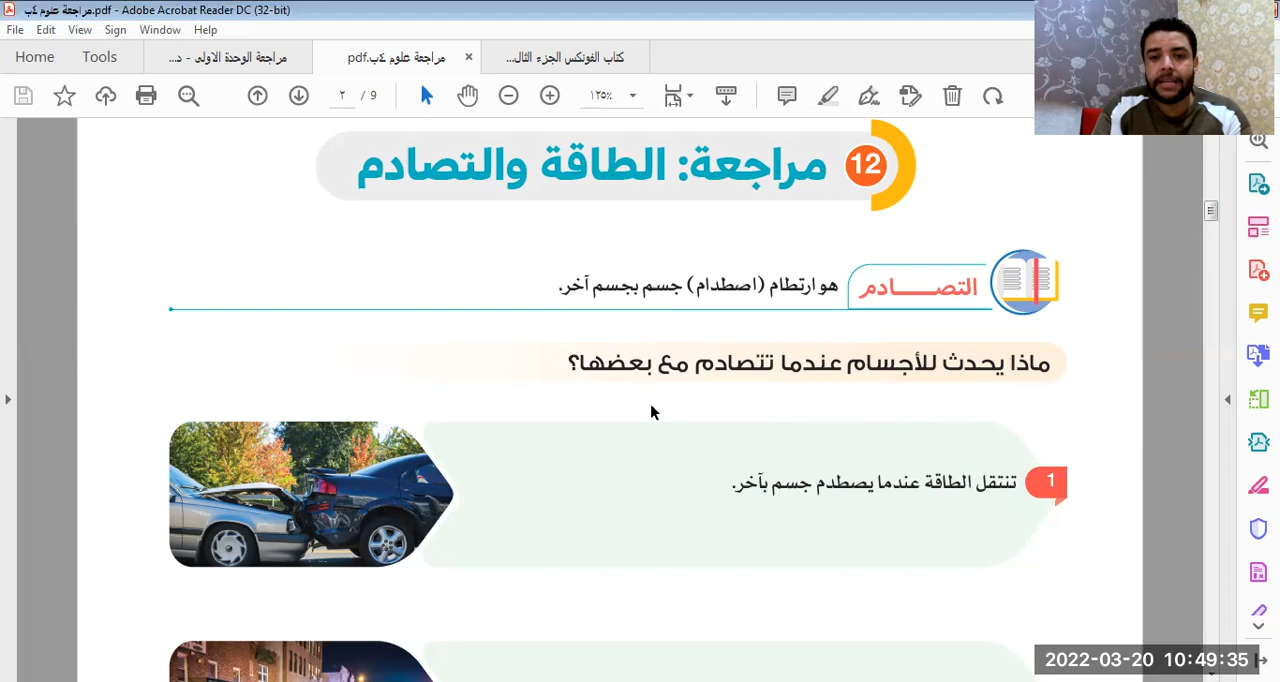 مراجعة علوم ٤ب.pdf - Adobe Acrobat Reader DC (32-bit)
File Edit View Sign Window Help
Home Tools
مراجعة الوحدة الاولى - د...
مراجعة علوم ٤ب.pdf ×
كتاب الفونكس الجزء الثال...
٢ / 9
١٢٥%
12 مراجعة: الطاقة والتصادم
التصــــــادم هو ارتطام (اصطدام) جسم بجسم آخر.
ماذا يحدث للأجسام عندما تتصادم مع بعضها؟
1 تنتقل الطاقة عندما يصطدم جسم بآخر.
2022-03-20 10:49:35